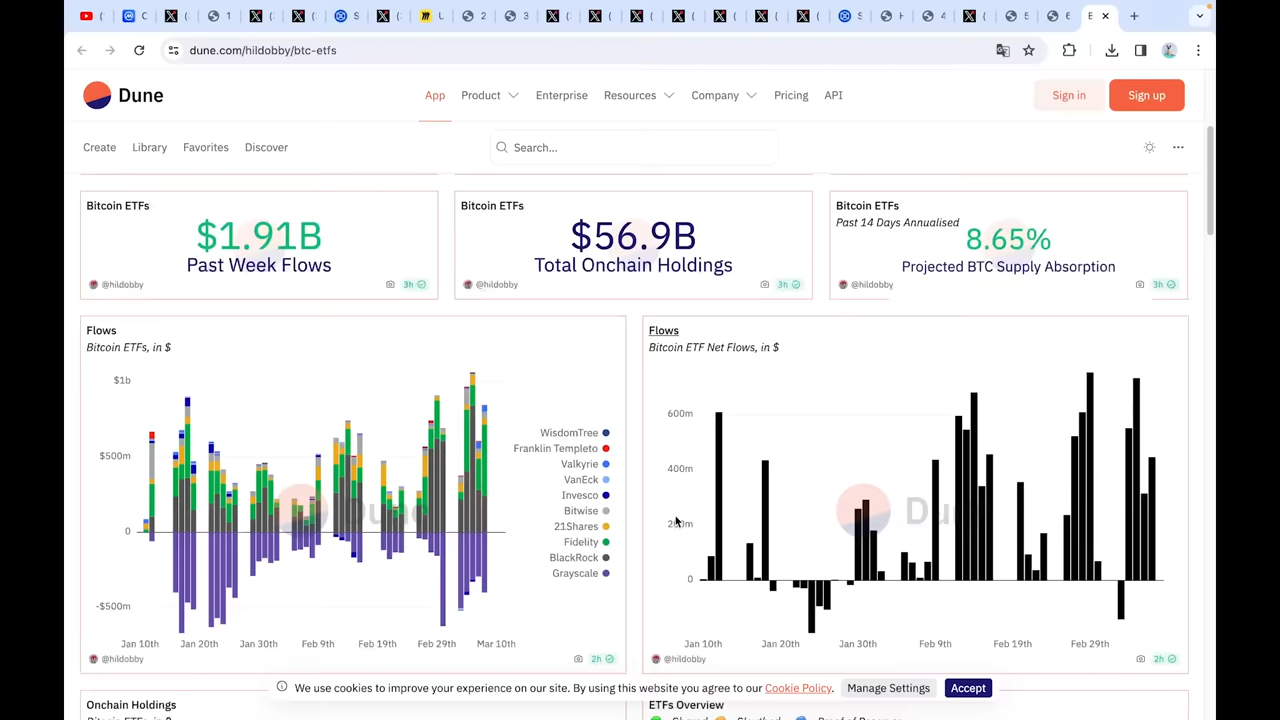 dune.com/hildobby/btc-etfs
Dune
App
Product
Enterprise
Resources
Company
Pricing
API
Sign in
Sign up
Create
Library
Favorites
Discover
Search...
Bitcoin ETFs
$1.91B
Past Week Flows
@hildobby
3h
Bitcoin ETFs
$56.9B
Total Onchain Holdings
@hildobby
3h
Bitcoin ETFs
Past 14 Days Annualised
8.65%
Projected BTC Supply Absorption
@hildobby
3h
Flows
Bitcoin ETFs, in $
$1b
$500m
0
-$500m
WisdomTree
Franklin Templeto
Valkyrie
VanEck
Invesco
Bitwise
21Shares
Fidelity
BlackRock
Grayscale
Dune
Jan 10th
Jan 20th
Jan 30th
Feb 9th
Feb 19th
Feb 29th
Mar 10th
@hildobby
2h
Flows
Bitcoin ETF Net Flows, in $
600m
400m
0
Jan 10th
Jan 20th
Jan 30th
Feb 9th
Feb 19th
Feb 29th
@hildobby
2h
We use cookies to improve your experience on our site. By using this website you agree to our Cookie Policy.
Manage Settings
Accept
Onchain Holdings
ETFs Overview